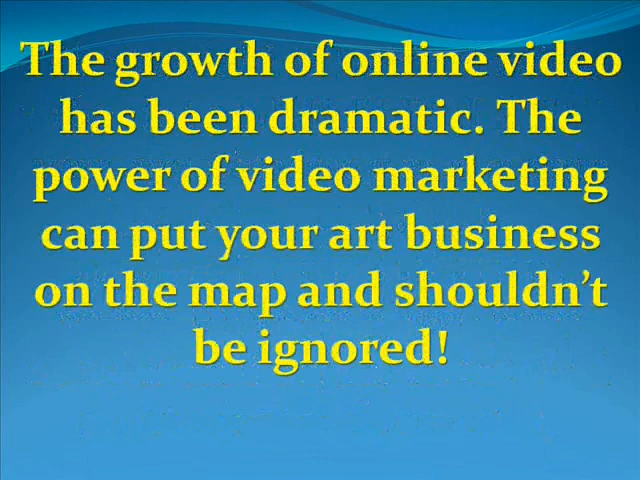 The growth of online video
has been dramatic. The
power of video marketing
can put your art business
on the map and shouldn’t
be ignored!